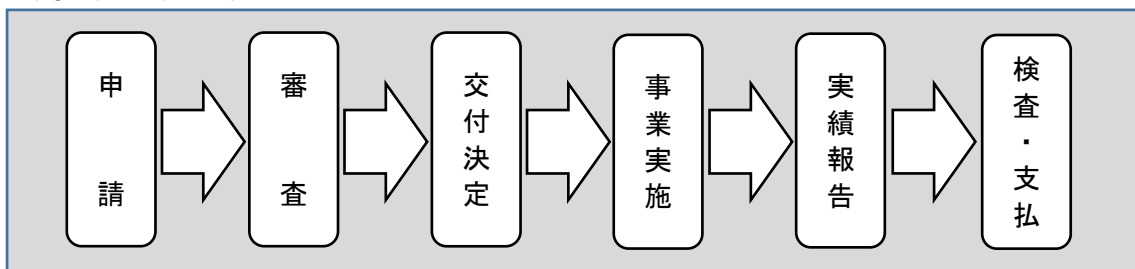 申請
審査
交付決定
事業実施
実績報告
検査・支払